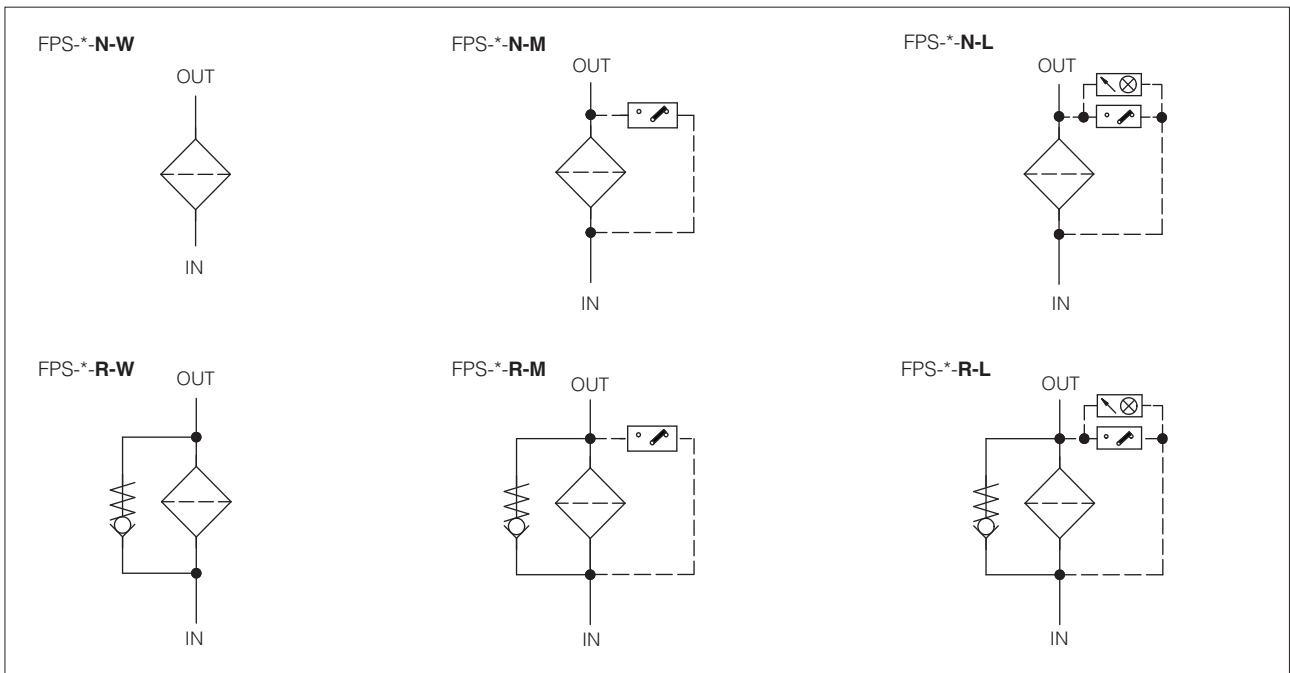 FPS-*-N-W
OUT
IN
FPS-*-N-M
OUT
IN
FPS-*-N-L
OUT
IN
FPS-*-R-W
OUT
IN
FPS-*-R-M
OUT
IN
FPS-*-R-L
OUT
IN